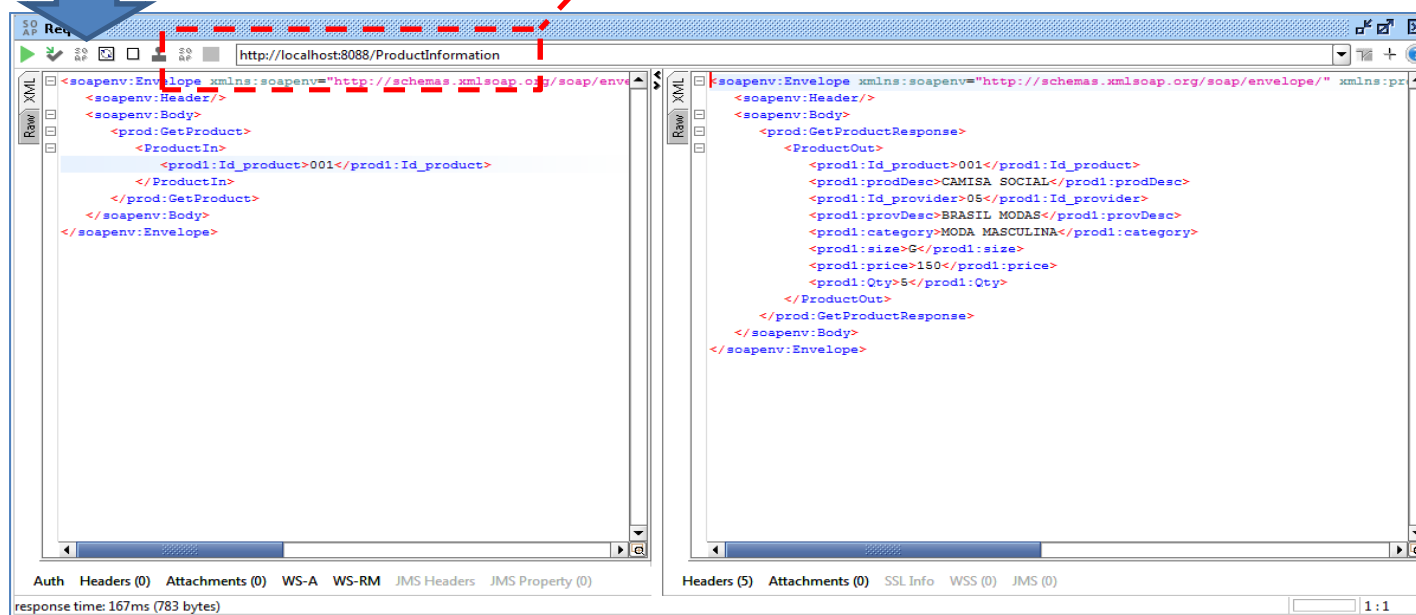 SO AP Req
http://localhost:8088/ProductInformation
XML
Raw
<soapenv:Envelope xmlns:soapenv="http://schemas.xmlsoap.org/soap/enve
<soapenv:Header/>
<soapenv:Body>
<prod:GetProduct>
<ProductIn>
<prod1:Id_product>001</prod1:Id_product>
</ProductIn>
</prod:GetProduct>
</soapenv:Body>
</soapenv:Envelope>
XML
Raw
<soapenv:Envelope xmlns:soapenv="http://schemas.xmlsoap.org/soap/envelope/" xmlns:pr
<soapenv:Header/>
<soapenv:Body>
<prod:GetProductResponse>
<ProductOut>
<prod1:Id_product>001</prod1:Id_product>
<prod1:prodDesc>CAMISA SOCIAL</prod1:prodDesc>
<prod1:Id_provider>05</prod1:Id_provider>
<prod1:provDesc>BRASIL MODAS</prod1:provDesc>
<prod1:category>MODA MASCULINA</prod1:category>
<prod1:size>G</prod1:size>
<prod1:price>150</prod1:price>
<prod1:Qty>5</prod1:Qty>
</ProductOut>
</prod:GetProductResponse>
</soapenv:Body>
</soapenv:Envelope>
Auth Headers (0) Attachments (0) WS-A WS-RM JMS Headers JMS Property (0)
Headers (5) Attachments (0) SSL Info WSS (0) JMS (0)
response time: 167ms (783 bytes)
1 : 1